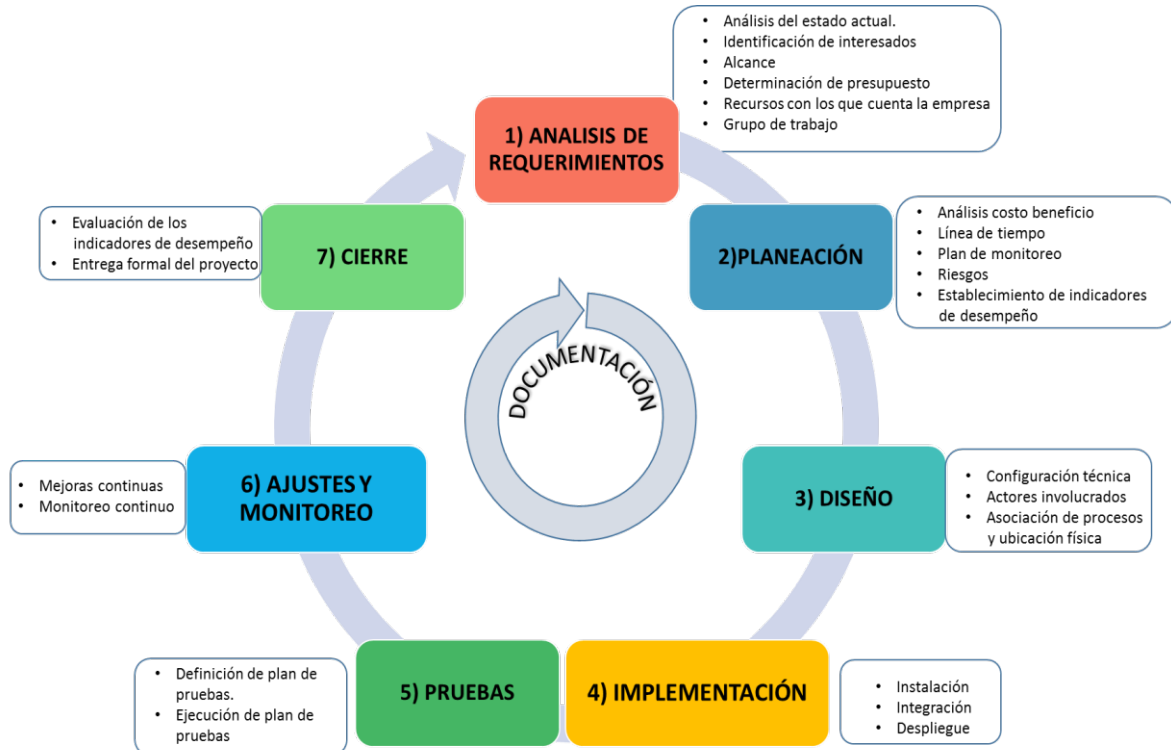 1) ANALISIS DE
REQUERIMIENTOS
• Análisis del estado actual.
• Identificación de interesados
• Alcance
• Determinación de presupuesto
• Recursos con los que cuenta la empresa
• Grupo de trabajo
2)PLANEACIÓN
• Análisis costo beneficio
• Línea de tiempo
• Plan de monitoreo
• Riesgos
• Establecimiento de indicadores
de desempeño
3) DISEÑO
• Configuración técnica
• Actores involucrados
• Asociación de procesos
y ubicación física
4) IMPLEMENTACIÓN
• Instalación
• Integración
• Despliegue
5) PRUEBAS
• Definición de plan de
pruebas.
• Ejecución de plan de
pruebas
6) AJUSTES Y
MONITOREO
• Mejoras continuas
• Monitoreo continuo
7) CIERRE
• Evaluación de los
indicadores de desempeño
• Entrega formal del proyecto
DOCUMENTACIÓN